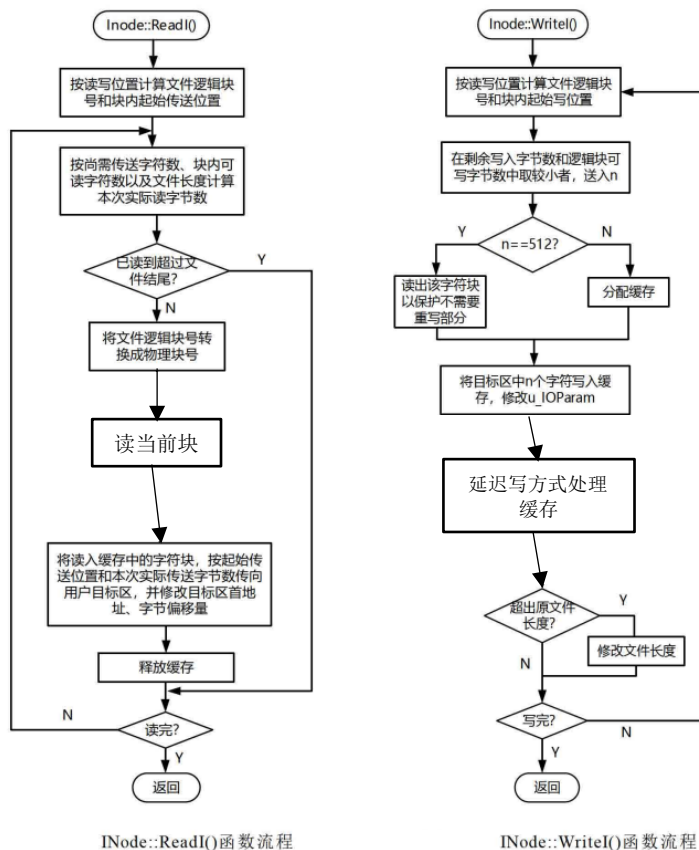 Inode::ReadI()
按读写位置计算文件逻辑块
号和块内起始传送位置
按尚需传送字符数、块内可
读字符数以及文件长度计算
本次实际读字节数
已读到超过文
件结尾?
Y
N
将文件逻辑块号转
换成物理块号
读当前块
将读入缓存中的字符块，按起始传
送位置和本次实际传送字节数传向
用户目标区，并修改目标区首地
址、字节偏移量
释放缓存
N
读完?
Y
返回
INode::ReadI()函数流程
Inode::WriteI()
按读写位置计算文件逻辑块
号和块内起始写位置
在剩余写入字节数和逻辑块可
写字节数中取较小者，送入n
Y
n==512?
N
读出该字符块
以保护不需要
重写部分
分配缓存
将目标区中n个字符写入缓
存，修改u_IOParam
延迟写方式处理
缓存
超出原文件
长度?
Y
修改文件长度
N
写完?
N
Y
返回
INode::WriteI()函数流程